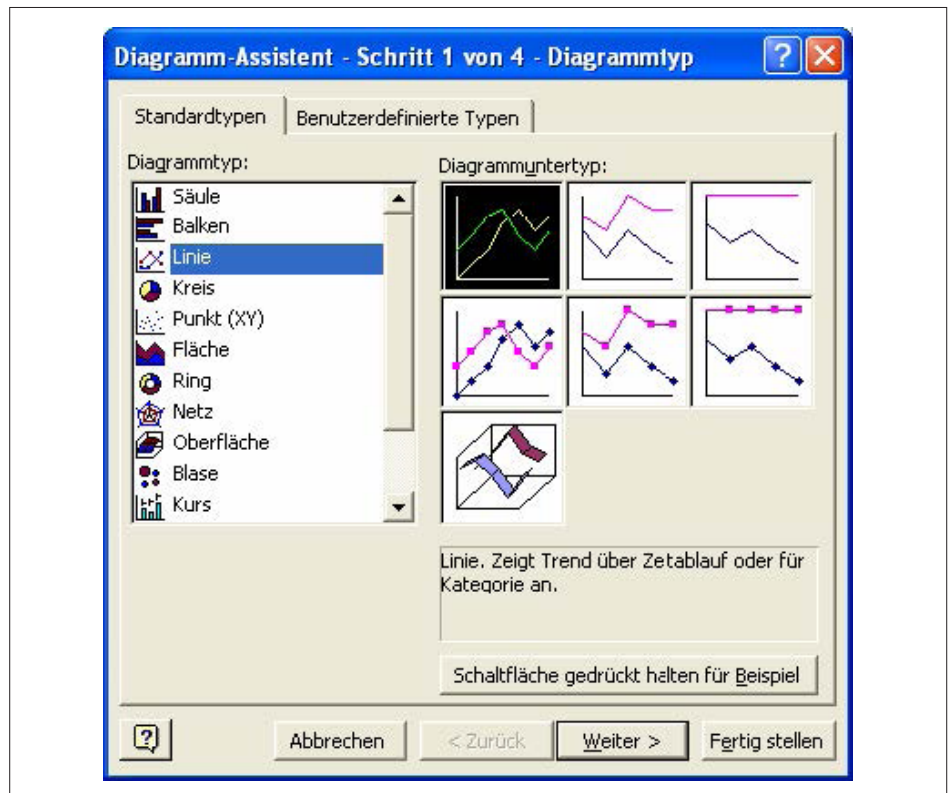 Diagramm-Assistent - Schritt 1 von 4 - Diagrammtyp
Standardtypen
Benutzerdefinierte Typen
Diagrammtyp:
Säule
Balken
Linie
Kreis
Punkt (XY)
Fläche
Ring
Netz
Oberfläche
Blase
Kurs
Diagrammuntertyp:
Linie. Zeigt Trend über Zetablauf oder für
Kategorie an.
Schaltfläche gedrückt halten für Beispiel
Abbrechen
< Zurück
Weiter >
Fertig stellen